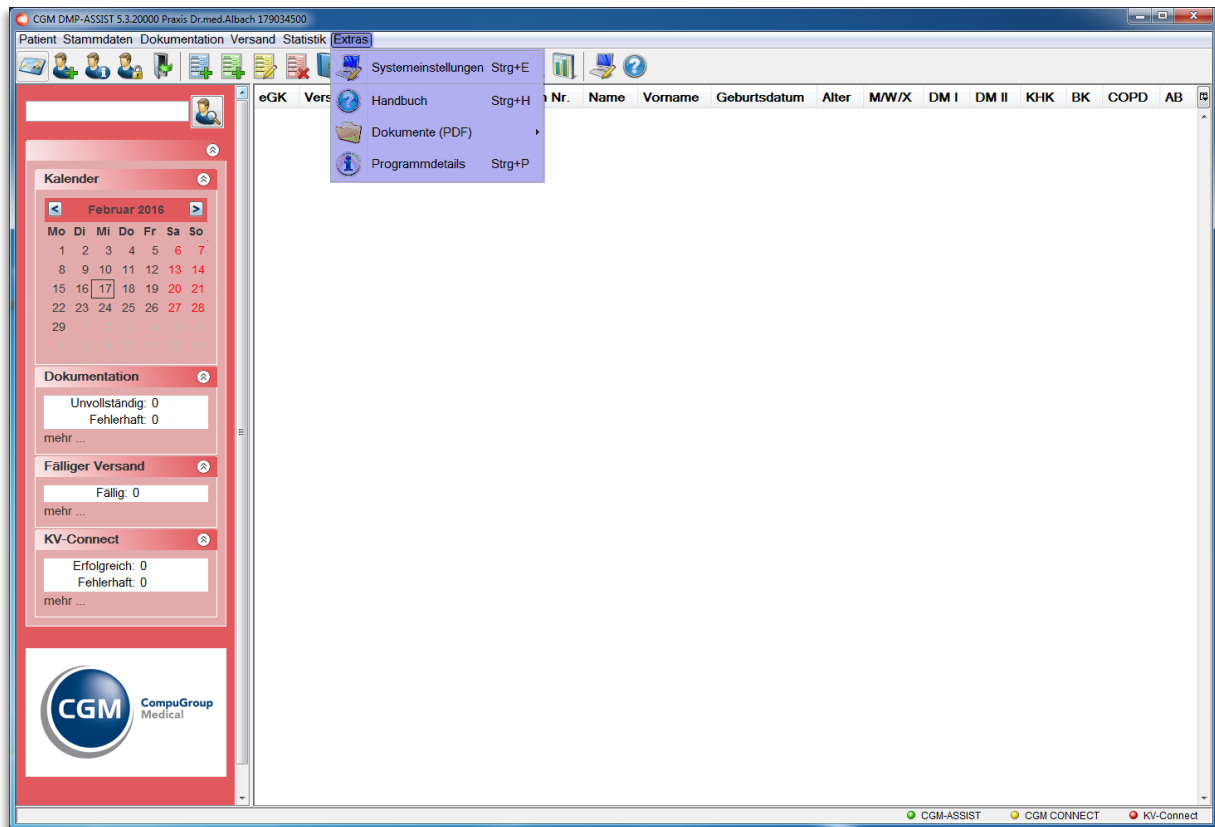 CGM DMP-ASSIST 5.3.20000 Praxis Dr.med.Albach 179034500
Patient Stammdaten Dokumentation Versand Statistik Extras
Systemeinstellungen Strg+E
Handbuch Strg+H
Dokumente (PDF)
Programmdetails Strg+P
eGK Vers Nr. Name Vorname Geburtsdatum Alter M/W/X DM I DM II KHK BK COPD AB
Kalender
Februar 2016
Mo Di Mi Do Fr Sa So
1 2 3 4 5 6 7
8 9 10 11 12 13 14
15 16 17 18 19 20 21
22 23 24 25 26 27 28
29
Dokumentation
Unvollständig: 0
Fehlerhaft: 0
mehr ...
Fälliger Versand
Fällig: 0
mehr ...
KV-Connect
Erfolgreich: 0
Fehlerhaft: 0
mehr ...
CGM CompuGroup
Medical
CGM-ASSIST CGM CONNECT KV-Connect